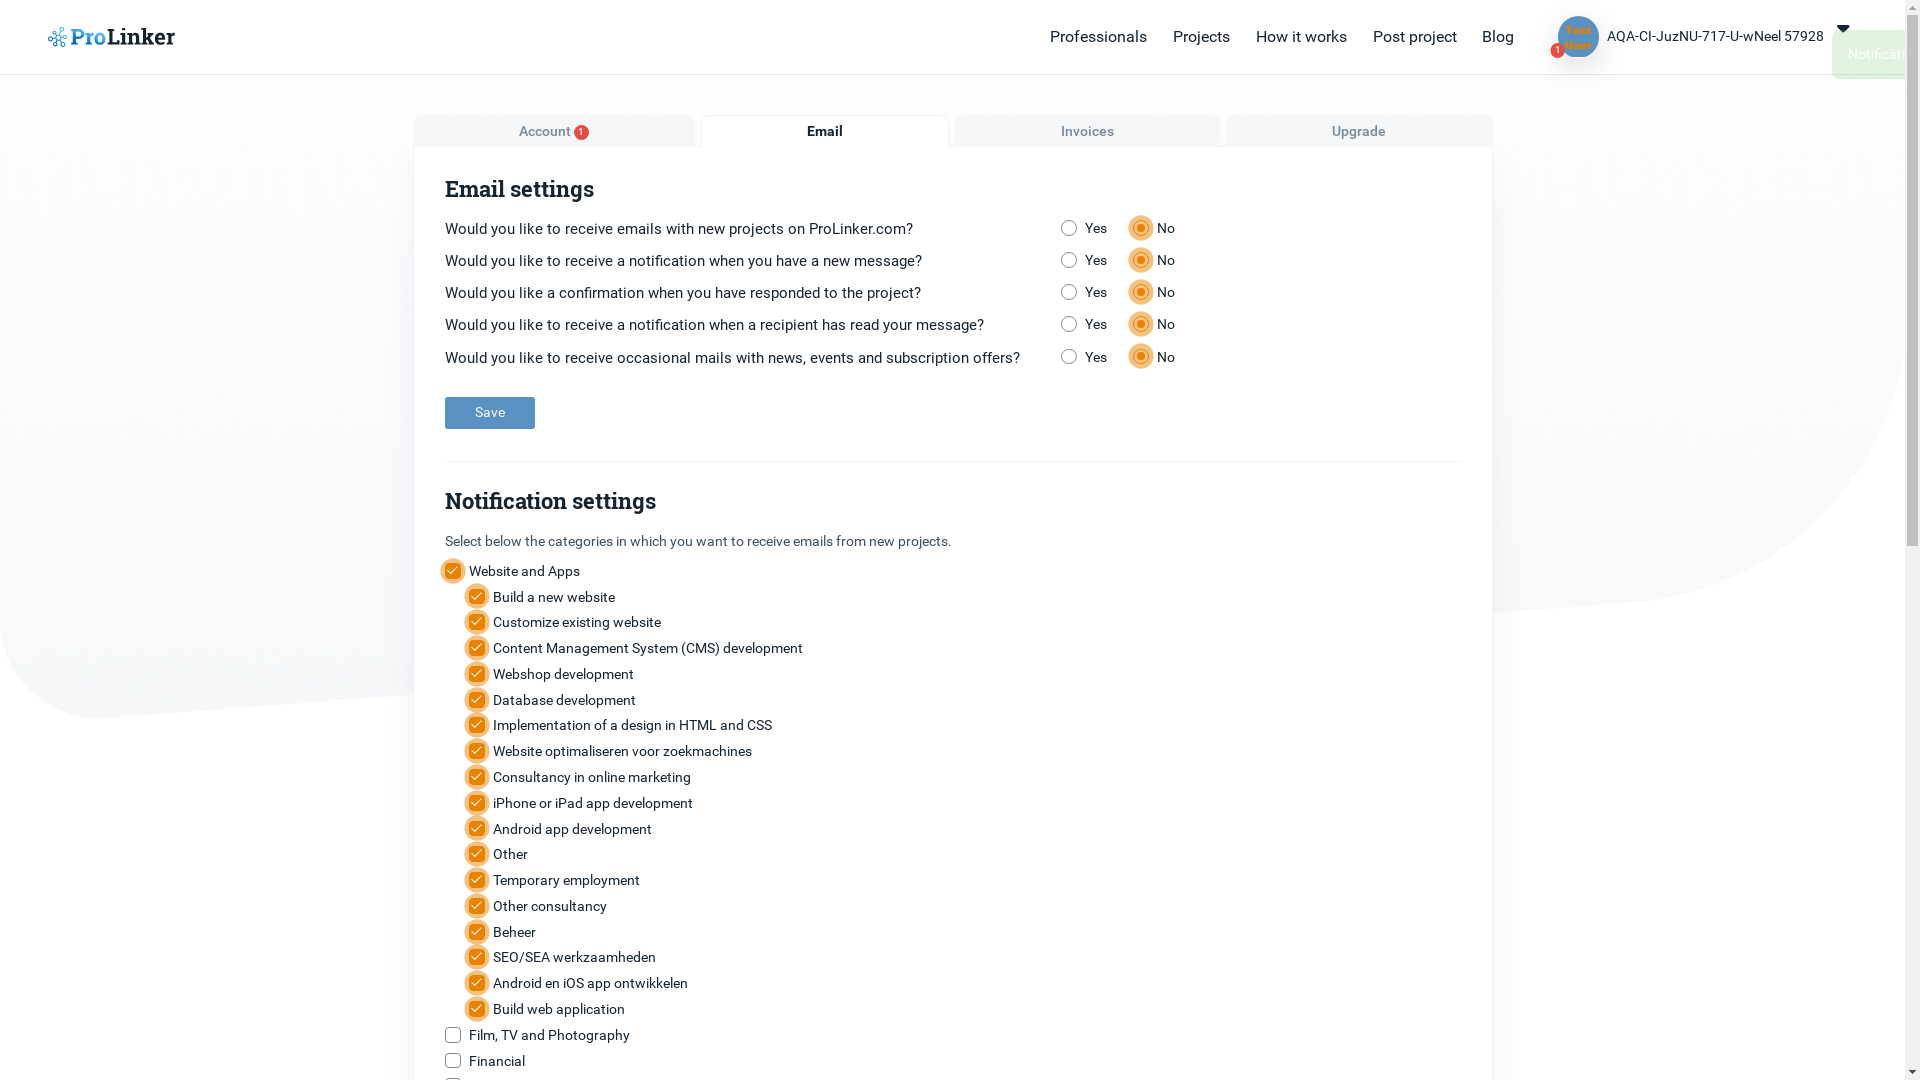 ProLinker
Professionals
Projects
How it works
Post project
Blog
Test
User
1
AQA-CI-JuzNU-717-U-wNeel 57928
Account 1
Email
Invoices
Upgrade
Email settings
Would you like to receive emails with new projects on ProLinker.com? Yes No
Would you like to receive a notification when you have a new message? Yes No
Would you like a confirmation when you have responded to the project? Yes No
Would you like to receive a notification when a recipient has read your message? Yes No
Would you like to receive occasional mails with news, events and subscription offers? Yes No
Save
Notification settings
Select below the categories in which you want to receive emails from new projects.
Website and Apps
Build a new website
Customize existing website
Content Management System (CMS) development
Webshop development
Database development
Implementation of a design in HTML and CSS
Website optimaliseren voor zoekmachines
Consultancy in online marketing
iPhone or iPad app development
Android app development
Other
Temporary employment
Other consultancy
Beheer
SEO/SEA werkzaamheden
Android en iOS app ontwikkelen
Build web application
Film, TV and Photography
Financial